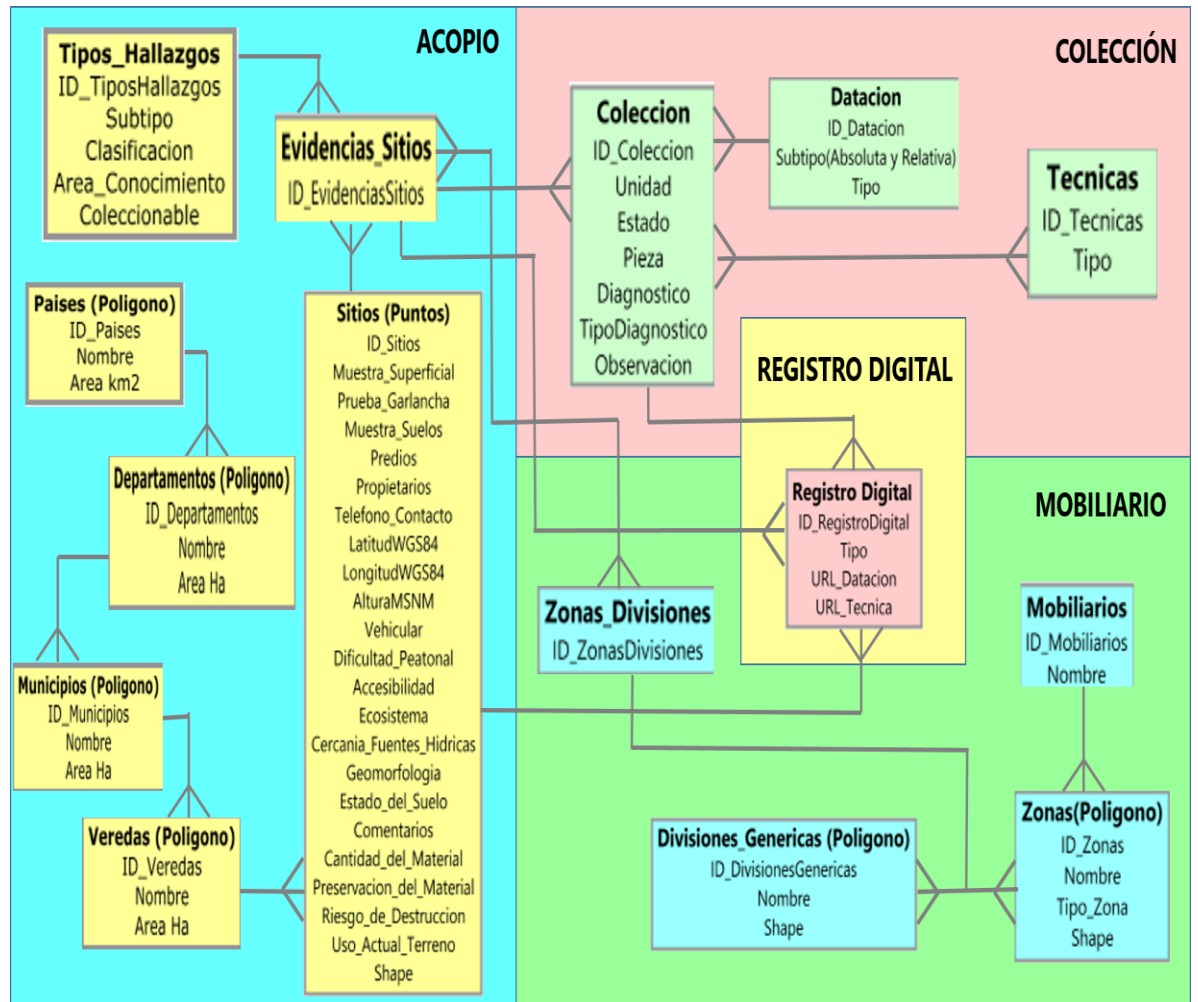 ACOPIO
Tipos_Hallazgos
ID_TiposHallazgos
Subtipo
Clasificacion
Area_Conocimiento
Coleccionable
Evidencias_Sitios
ID_EvidenciasSitios
Paises (Poligono)
ID_Paises
Nombre
Area km2
Departamentos (Poligono)
ID_Departamentos
Nombre
Area Ha
Municipios (Poligono)
ID_Municipios
Nombre
Area Ha
Veredas (Poligono)
ID_Veredas
Nombre
Area Ha
Sitios (Puntos)
ID_Sitios
Muestra_Superficial
Prueba_Garlancha
Muestra_Suelos
Predios
Propietarios
Telefono_Contacto
LatitudWGS84
LongitudWGS84
AlturaMSNM
Vehicular
Dificultad_Peatonal
Accesibilidad
Ecosistema
Cercania_Fuentes_Hidricas
Geomorfologia
Estado_del_Suelo
Comentarios
Cantidad_del_Material
Preservacion_del_Material
Riesgo_de_Destruccion
Uso_Actual_Terreno
Shape
COLECCIÓN
Coleccion
ID_Coleccion
Unidad
Estado
Pieza
Diagnostico
TipoDiagnostico
Observacion
Datacion
ID_Datacion
Subtipo(Absoluta y Relativa)
Tipo
Tecnicas
ID_Tecnicas
Tipo
REGISTRO DIGITAL
Registro Digital
ID_RegistroDigital
Tipo
URL_Datacion
URL_Tecnica
MOBILIARIO
Zonas_Divisiones
ID_ZonasDivisiones
Mobiliarios
ID_Mobiliarios
Nombre
Divisiones_Genericas (Poligono)
ID_DivisionesGenericas
Nombre
Shape
Zonas(Poligono)
ID_Zonas
Nombre
Tipo_Zona
Shape